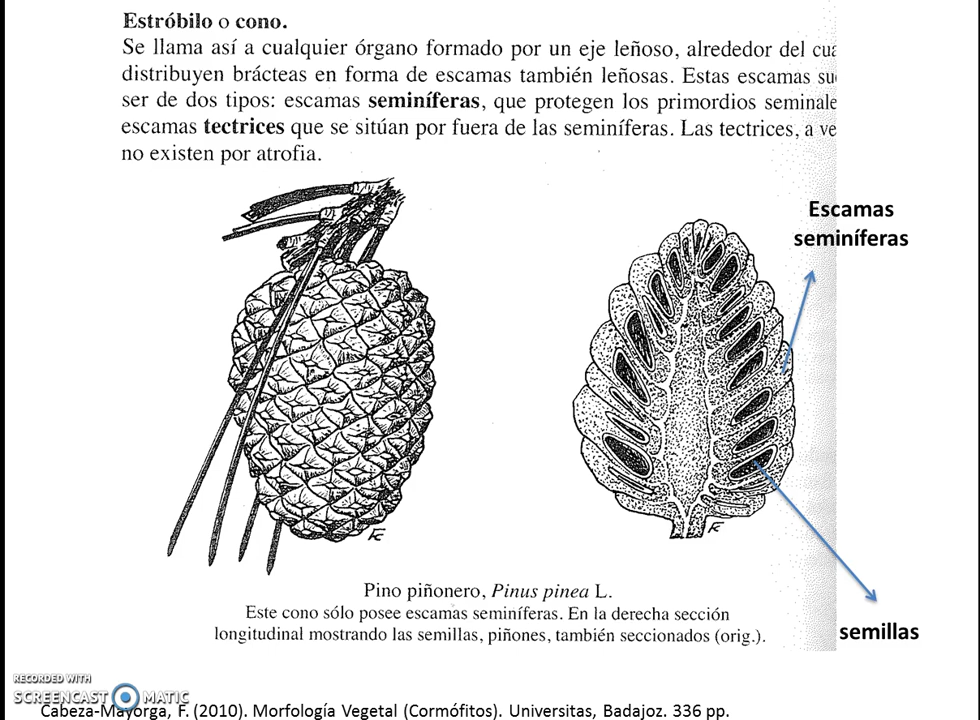 Estróbilo o cono.
Se llama así a cualquier órgano formado por un eje leñoso, alrededor del
distribuyen brácteas en forma de escamas también leñosas. Estas escamas
ser de dos tipos: escamas seminíferas, que protegen los primordios
escamas tectrices que se sitúan por fuera de las seminíferas. Las tectrices, a
no existen por atrofia.
Escamas
seminíferas
Pino piñonero, Pinus pinea L.
Este cono sólo posee escamas seminíferas. En la derecha sección
longitudinal mostrando las semillas, piñones, también seccionados (orig.).
semillas
RECORDED WITH
SCREENCAST MATIC
Cabeza-Mayorga, F. (2010). Morfología Vegetal (Cormófitos). Universitas, Badajoz. 336 pp.